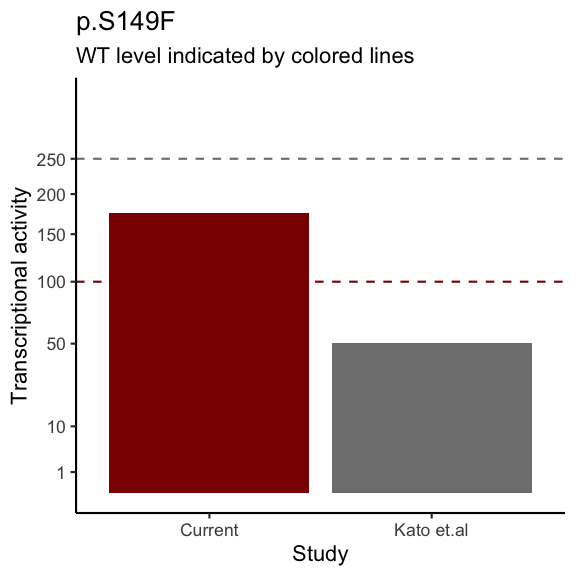 p.S149F
WT level indicated by colored lines
250
200
150
100
50
10
1
Transcriptional activity
Current
Kato et.al
Study